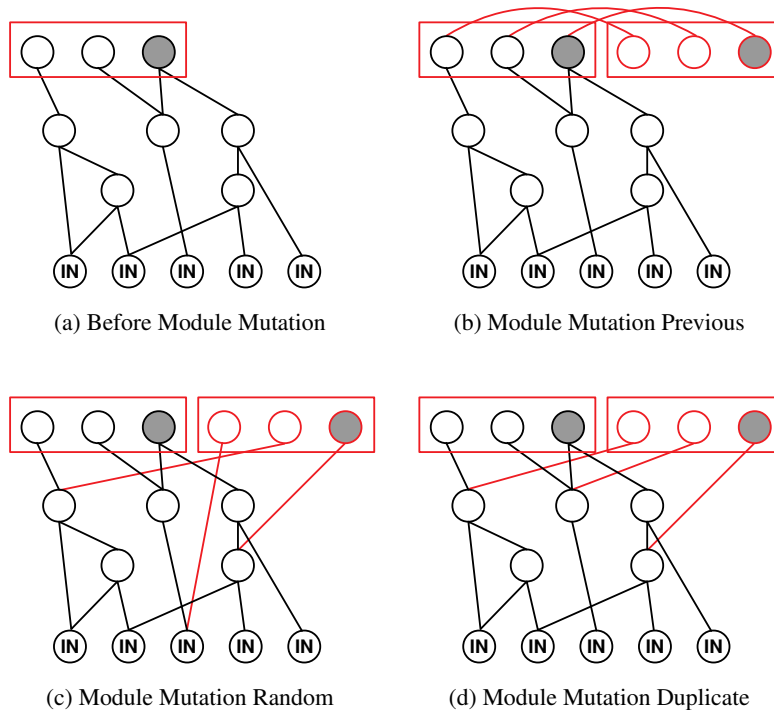 IN IN IN IN IN
IN IN IN IN IN
(a) Before Module Mutation
(b) Module Mutation Previous
IN IN IN IN IN
IN IN IN IN IN
(c) Module Mutation Random
(d) Module Mutation Duplicate